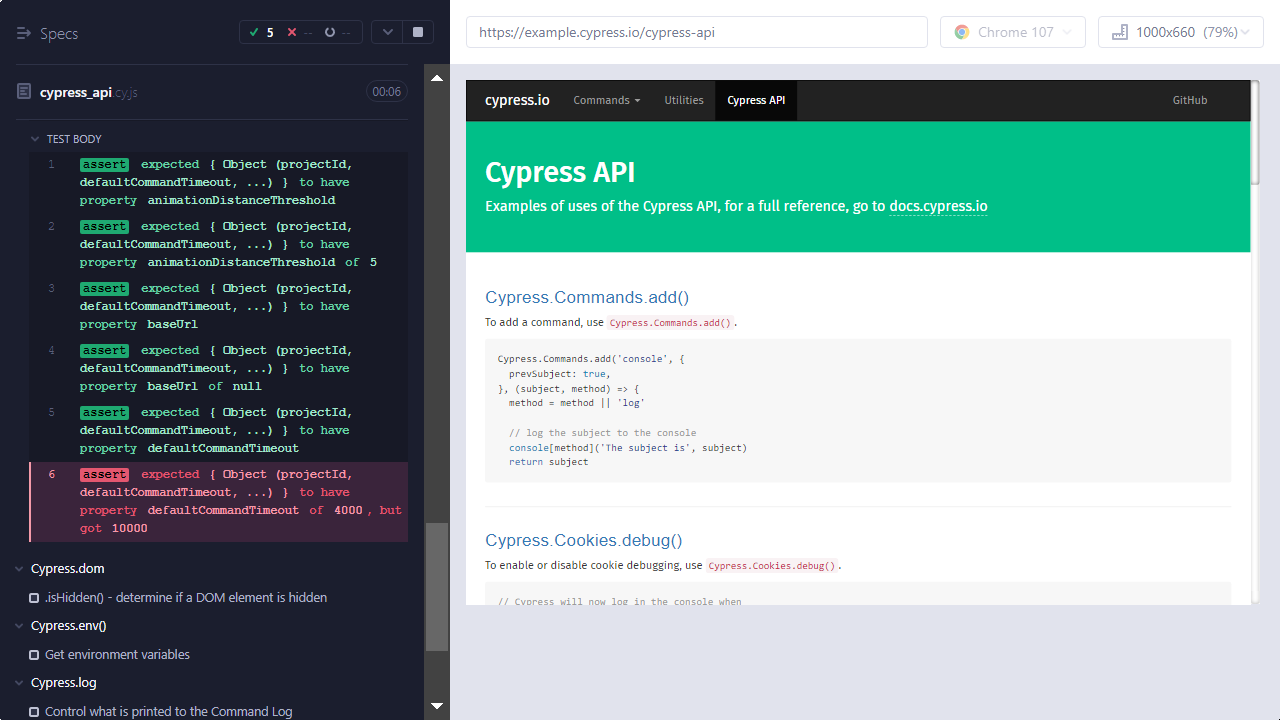 Specs
5 -- --
cypress_api.cy.js
00:06
TEST BODY
1 assert expected { Object (projectId,
defaultCommandTimeout, ...) } to have
property animationDistanceThreshold
2 assert expected { Object (projectId,
defaultCommandTimeout, ...) } to have
property animationDistanceThreshold of 5
3 assert expected { Object (projectId,
defaultCommandTimeout, ...) } to have
property baseUrl
4 assert expected { Object (projectId,
defaultCommandTimeout, ...) } to have
property baseUrl of null
5 assert expected { Object (projectId,
defaultCommandTimeout, ...) } to have
property defaultCommandTimeout
6 assert expected { Object (projectId,
defaultCommandTimeout, ...) } to have
property defaultCommandTimeout of 4000, but
got 10000
Cypress.dom
.isHidden() - determine if a DOM element is hidden
Cypress.env()
Get environment variables
Cypress.log
Control what is printed to the Command Log
https://example.cypress.io/cypress-api
Chrome 107
1000x660 (79%)
cypress.io Commands Utilities Cypress API GitHub
Cypress API
Examples of uses of the Cypress API, for a full reference, go to docs.cypress.io
Cypress.Commands.add()
To add a command, use Cypress.Commands.add().
Cypress.Commands.add('console', {
prevSubject: true,
}, (subject, method) => {
method = method || 'log'
// log the subject to the console
console[method]('The subject is', subject)
return subject
Cypress.Cookies.debug()
To enable or disable cookie debugging, use Cypress.Cookies.debug().
// Cypress will now log in the console when